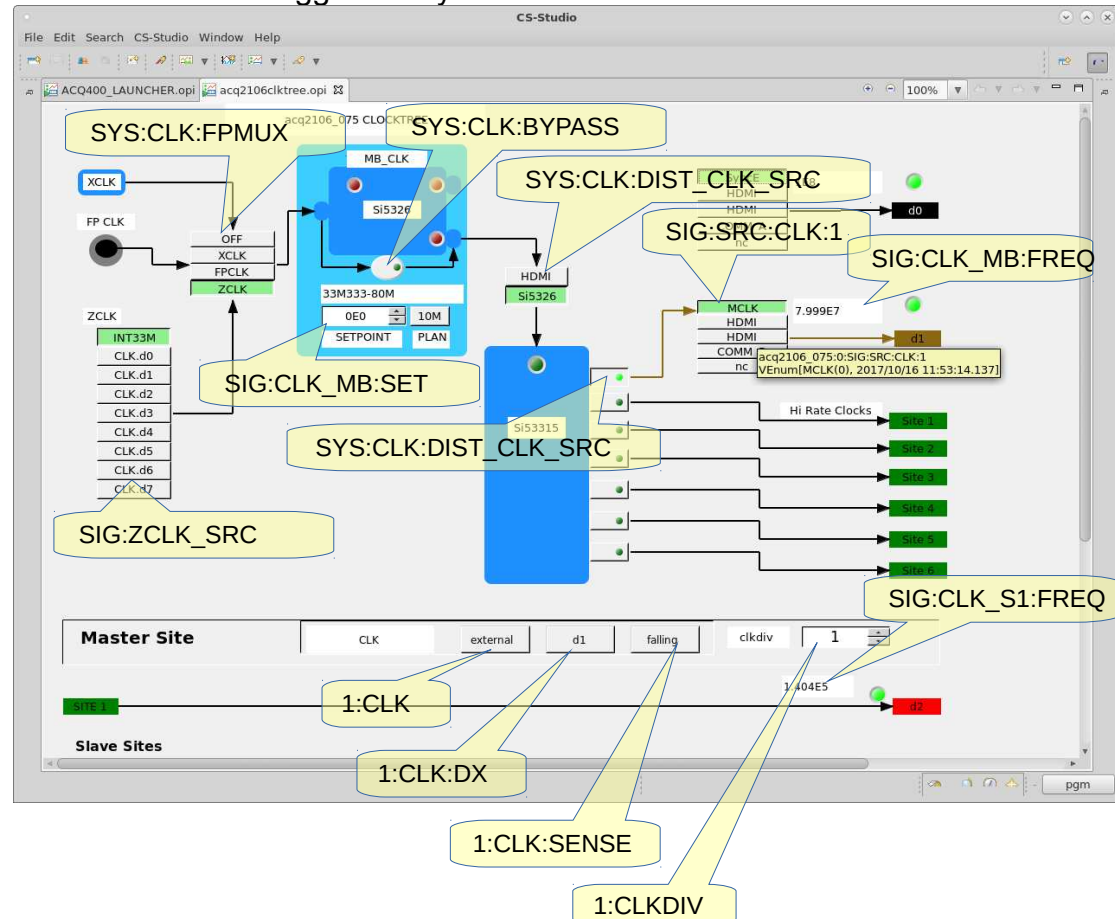 CS-Studio
File Edit Search CS-Studio Window Help
ACQ400_LAUNCHER.opi
acq2106clktree.opi
100%
acq2106_075 CLOCKTREE
SYS:CLK:FPMUX
SYS:CLK:BYPASS
SYS:CLK:DIST_CLK_SRC
SIG:SRC:CLK:1
SIG:CLK_MB:FREQ
XCLK
FP CLK
OFF
XCLK
FPCLK
ZCLK
MB_CLK
Si5326
33M333-80M
0E0
10M
SETPOINT
PLAN
HDMI
Si5326
HDMI
HDMI
nc
d0
MCLK
HDMI
HDMI
COMM
nc
7.999E7
d1
acq2106_075:0:SIG:SRC:CLK:1
VEnum[MCLK(0), 2017/10/16 11:53:14.137]
ZCLK
INT33M
CLK.d0
CLK.d1
CLK.d2
CLK.d3
CLK.d4
CLK.d5
CLK.d6
CLK.d7
SIG:CLK_MB:SET
SYS:CLK:DIST_CLK_SRC
SIG:ZCLK_SRC
Si53315
Hi Rate Clocks
Site 1
Site 2
Site 3
Site 4
Site 5
Site 6
SIG:CLK_S1:FREQ
Master Site
CLK
external
d1
falling
clkdiv
1
1.404E5
1:CLK
SITE 1
d2
Slave Sites
1:CLK:DX
pgm
1:CLK:SENSE
1:CLKDIV